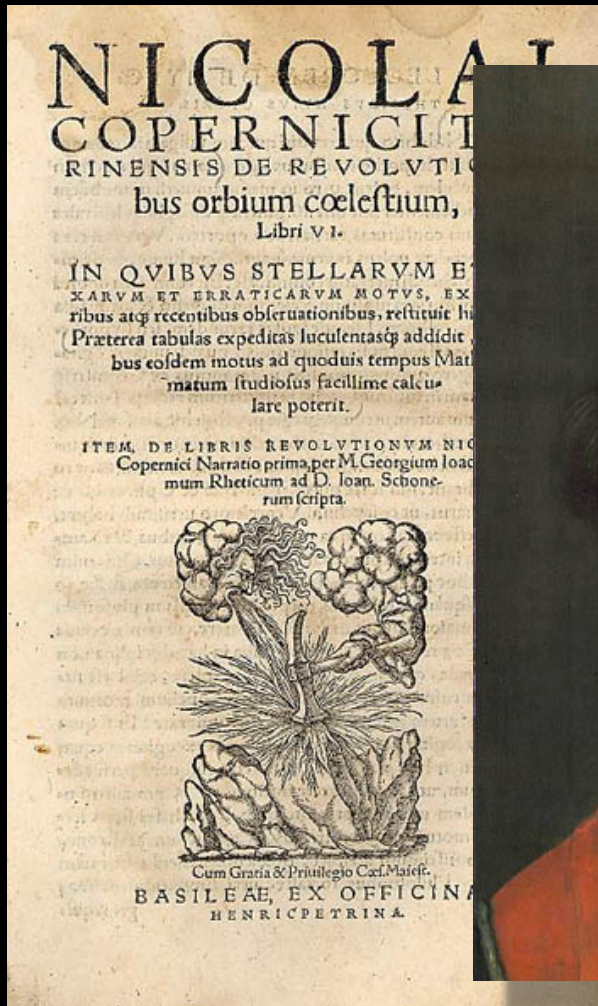 NICOLAI
COPERNICI T
RINENSIS DE REVOLVTIO
bus orbium cœleſtium,
Libri VI.
IN QVIBVS STELLARVM ET
XARVM ET ERRATICARVM MOTVS, EX
ribus atq̃ recentibus obſeruationibus, reſtituit hi
Præterea tabulas expeditas luculentasq̃ addidit,
bus eoſdem motus ad quoduis tempus Math
matum ſtudioſus facillime calcu-
lare poterit.
ITEM, DE LIBRIS REVOLVTIONVM NIC
Copernici Narratio prima, per M. Georgium Ioac
mum Rheticum ad D. Ioan. Schone-
rum ſcripta.
Cum Gratia & Priuilegio Cæſ. Maieſt.
BASILEAE, EX OFFICINA
HENRICPETRINA.